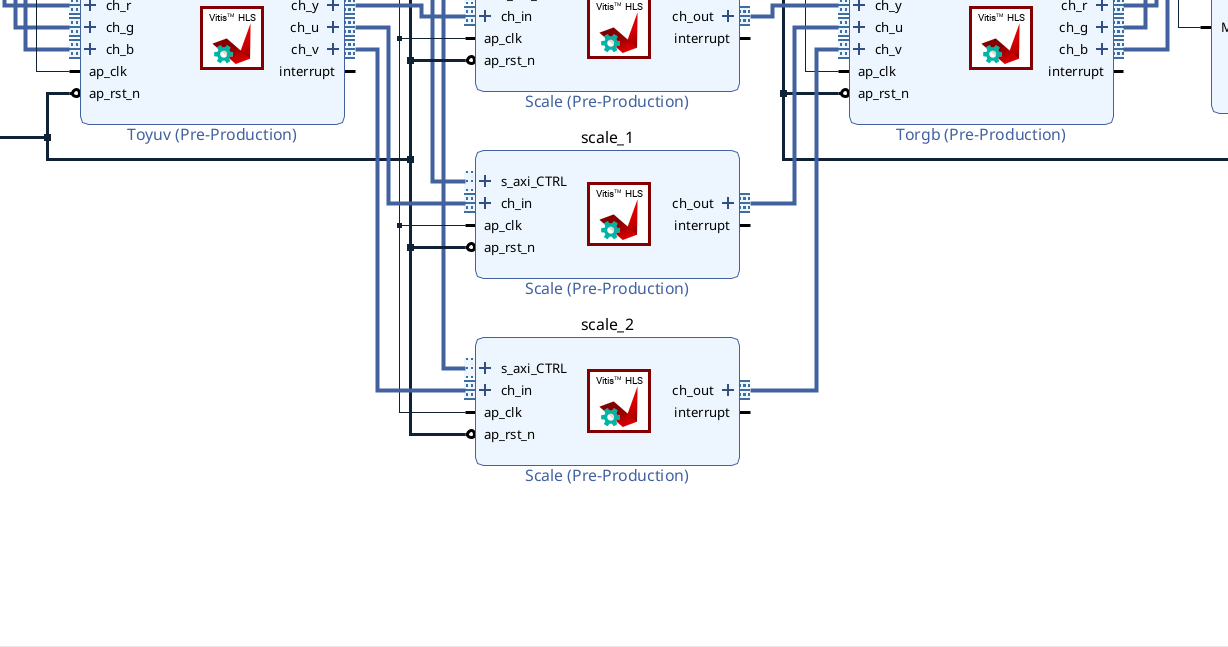 ch_r
ch_g
ch_b
ap_clk
ap_rst_n
Vitis™ HLS
ch_y
ch_u
ch_v
interrupt
Toyuv (Pre-Production)
ch_in
ap_clk
ap_rst_n
ch_out
interrupt
Scale (Pre-Production)
scale_1
s_axi_CTRL
ch_in
ap_clk
ap_rst_n
Vitis™ HLS
ch_out
interrupt
Scale (Pre-Production)
scale_2
s_axi_CTRL
ch_in
ap_clk
ap_rst_n
Vitis™ HLS
ch_out
interrupt
Scale (Pre-Production)
ch_y
ch_u
ch_v
ap_clk
ap_rst_n
Vitis™ HLS
ch_r
ch_g
ch_b
interrupt
Torgb (Pre-Production)